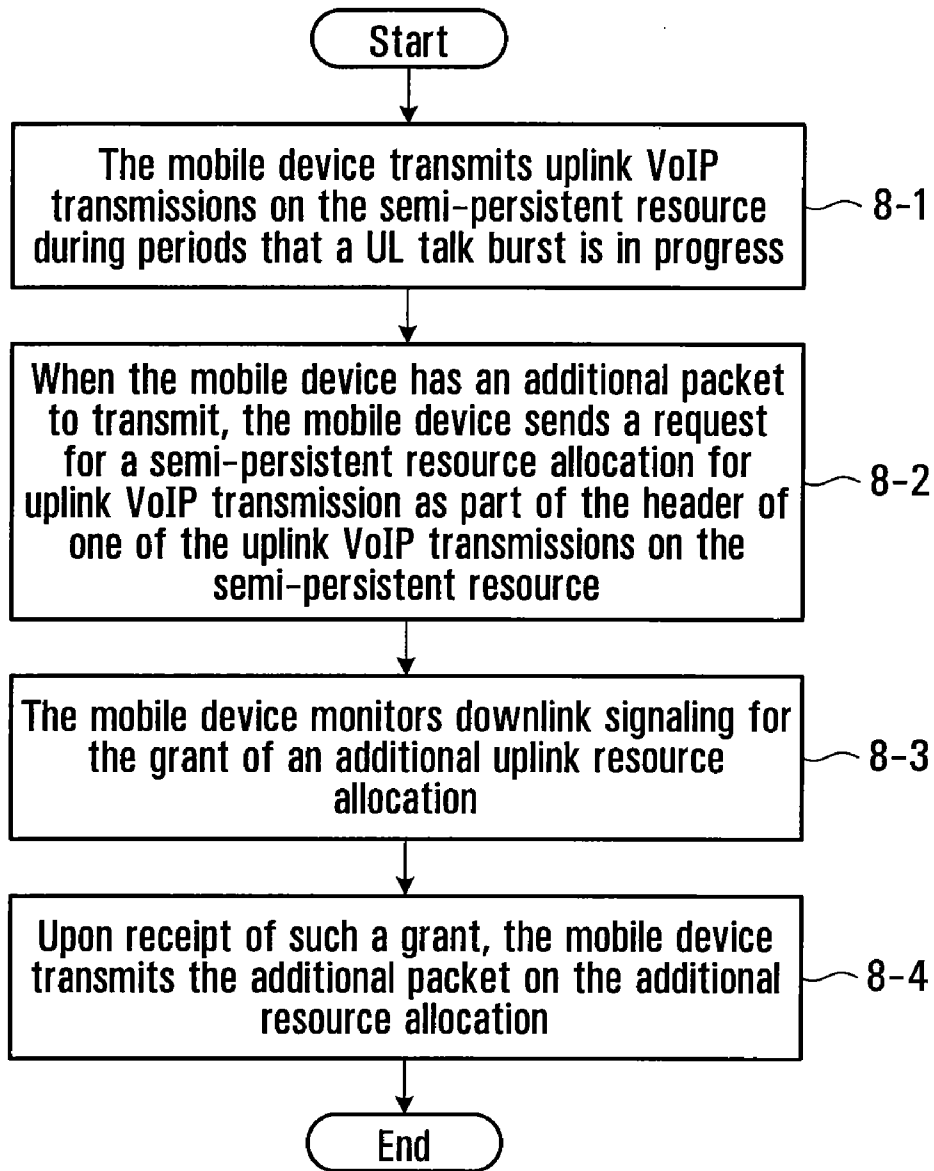 Start
The mobile device transmits uplink VoIP
transmissions on the semi-persistent resource
during periods that a UL talk burst is in progress
8-1
When the mobile device has an additional packet
to transmit, the mobile device sends a request
for a semi-persistent resource allocation for
uplink VoIP transmission as part of the header of
one of the uplink VoIP transmissions on the
semi-persistent resource
8-2
The mobile device monitors downlink signaling for
the grant of an additional uplink resource
allocation
8-3
Upon receipt of such a grant, the mobile device
transmits the additional packet on the additional
resource allocation
8-4
End